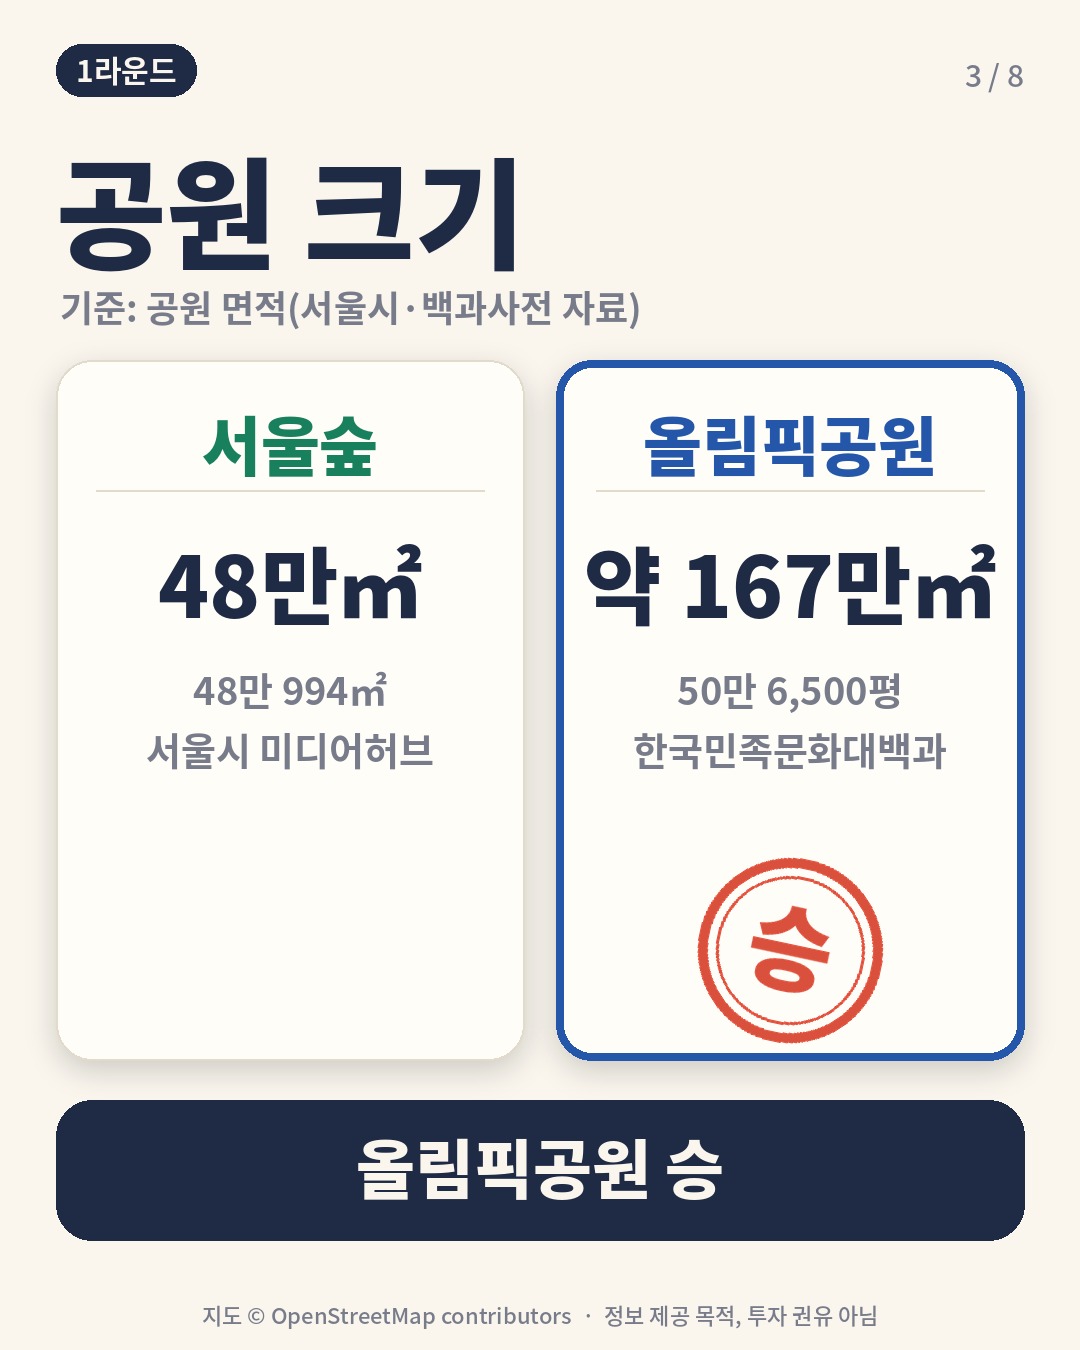 1라운드
3 / 8
공원 크기
기준: 공원 면적(서울시·백과사전 자료)
서울숲
48만㎡
48만 994㎡
서울시 미디어허브
올림픽공원
약 167만㎡
50만 6,500평
한국민족문화대백과
승
올림픽공원 승
지도 © OpenStreetMap contributors · 정보 제공 목적, 투자 권유 아님